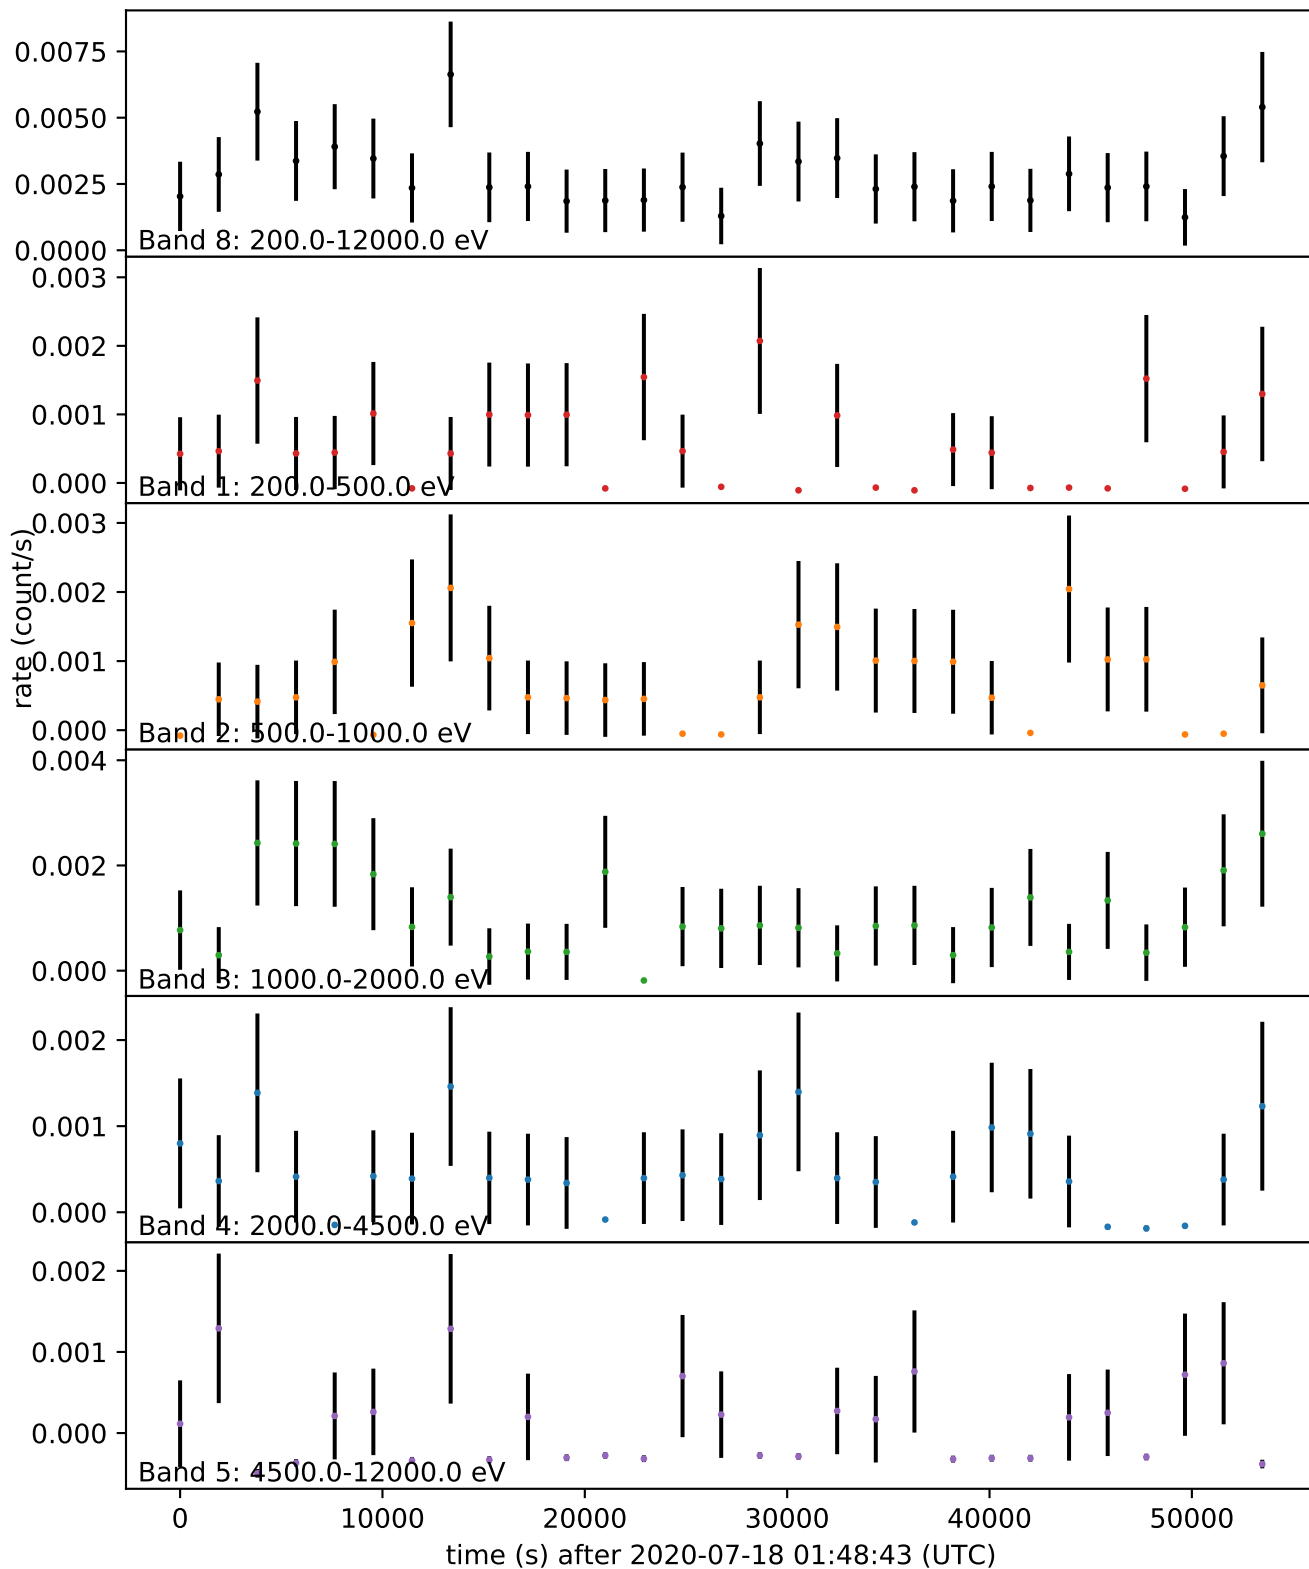 0.0075
0.0050
0.0025
0.0000
Band 8: 200.0-12000.0 eV
0.003
0.002
0.001
0.000
Band 1: 200.0-500.0 eV
rate (count/s)
0.003
0.002
0.001
0.000
Band 2: 500.0-1000.0 eV
0.004
0.002
0.000
Band 3: 1000.0-2000.0 eV
0.002
0.001
0.000
Band 4: 2000.0-4500.0 eV
0.002
0.001
0.000
Band 5: 4500.0-12000.0 eV
0 10000 20000 30000 40000 50000
time (s) after 2020-07-18 01:48:43 (UTC)